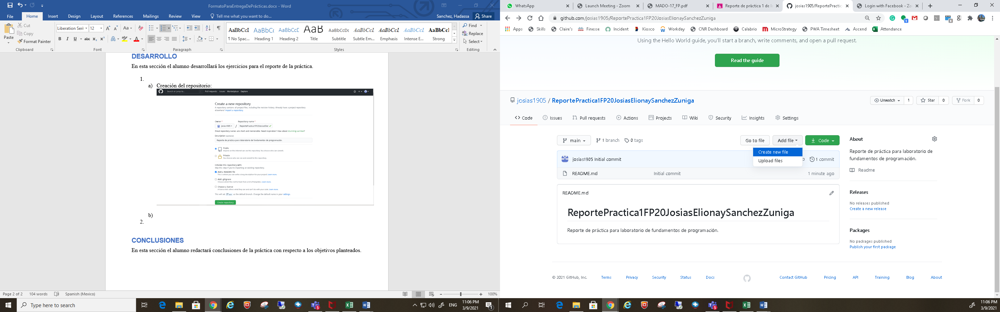 FormatoParaEntregaDePrácticas.docx - Word
File Home Insert Design Layout References Mailings Review View Tell me what you want to do... Sanchez, Hadassa Share
Paste
Cut
Copy
Format Painter
Clipboard
Liberation Seri 12
Font
Paragraph
AaBbCcI AaBbCc AaBbCcD AaB AaBbCcDc AaBbCcL AaBbCcL AaBbCcL AaBbCcI
¶ No Spac... Heading 1 Heading 2 Title Subtitle Subtle Em... Emphasis Intense E... Strong
Styles
Find
Replace
Select
Editing
DESARROLLO
En esta sección el alumno desarrollará los ejercicios para el reporte de la práctica.
1.
a) Creación del repositorio:
Search or jump to... Pull requests Issues Marketplace Explore
Create a new repository
A repository contains all project files, including the revision history. Already have a project repository
elsewhere? Import a repository.
Owner * Repository name *
josias1905 / ReportePractica1FP20JosiasElion
Great repository names are short and memorable. Need inspiration? How about stunning-carnival?
Description (optional)
Reporte de práctica para laboratorio de fundamentos de programación.
Public
Anyone on the internet can see this repository. You choose who can commit.
Private
You choose who can see and commit to this repository.
Initialize this repository with:
Skip this step if you're importing an existing repository.
Add a README file
This is where you can write a long description for your project. Learn more.
Add .gitignore
Choose which files not to track from a list of templates. Learn more.
Choose a license
A license tells others what they can and can't do with your code. Learn more.
This will set main as the default branch. Change the default name in your settings.
Create repository
b)
2.
CONCLUSIONES
En esta sección el alumno redactará conclusiones de la práctica con respecto a los objetivos planteados.
Page 2 of 2 104 words Spanish (Mexico) 100%
Type here to search
ENG
11:06 PM
3/9/2021
WhatsApp Launch Meeting - Zoom MADO-17_FP.pdf Reporte de práctica 1 de la josias1905/ReportePractic Login with Facebook - Zo
github.com/josias1905/ReportePractica1FP20JosiasElionaySanchezZuniga
Apps Skills Claire's Finesse Incident Kiosco Workday CNR Dashboard Calabrio MicroStrategy PWA Timesheet Ascend Attendance
Using the Hello World guide, you'll start a branch, write comments, and open a pull request.
Read the guide
josias1905 / ReportePractica1FP20JosiasElionaySanchezZuniga
Unwatch 1 Star 0 Fork 0
Code Issues Pull requests Actions Projects Wiki Security Insights Settings
main 1 branch 0 tags Go to file Add file Code
Create new file
Upload files
josias1905 Initial commit 1 commit
README.md Initial commit 1 minute ago
README.md
ReportePractica1FP20JosiasElionaySanchezZuniga
Reporte de práctica para laboratorio de fundamentos de programación.
About
Reporte de práctica para laboratorio de
fundamentos de programación.
Readme
Releases
No releases published
Create a new release
Packages
No packages published
Publish your first package
© 2021 GitHub, Inc. Terms Privacy Security Status Docs Contact GitHub Pricing API Training Blog About
11:06 PM
3/9/2021